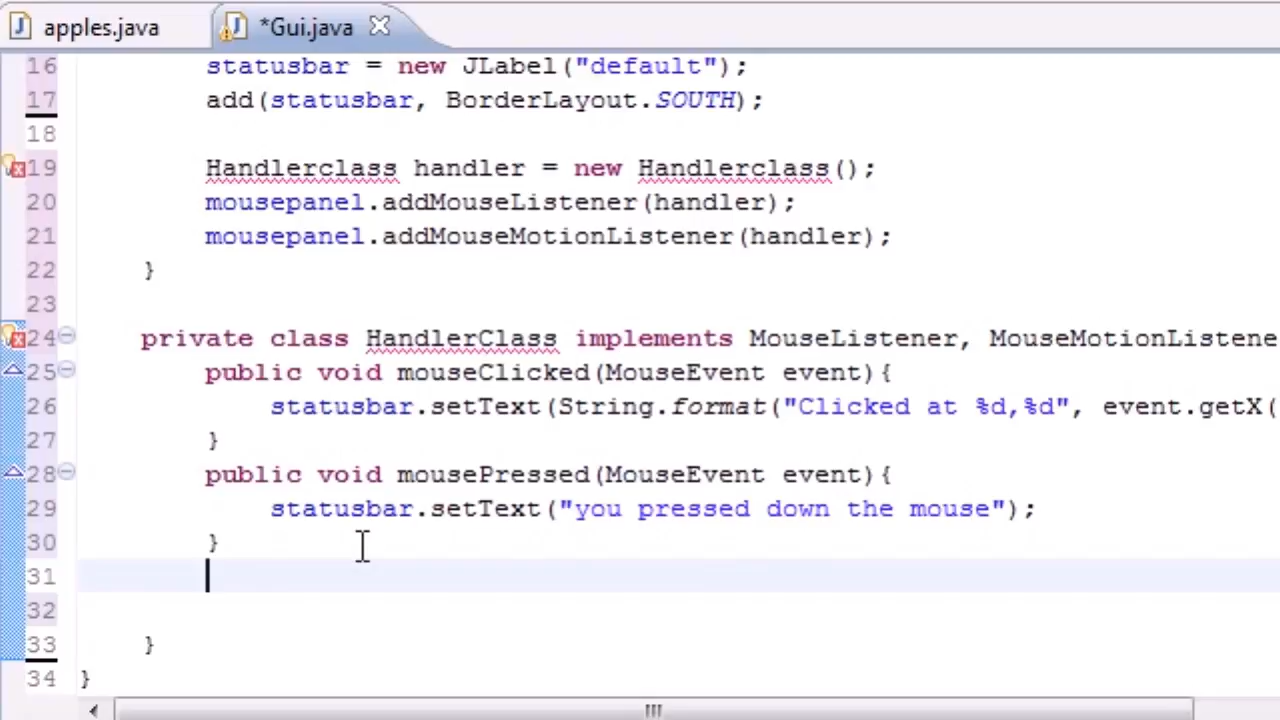 apples.java *Gui.java
16 statusbar = new JLabel("default");
17 add(statusbar, BorderLayout.SOUTH);
18
19 Handlerclass handler = new Handlerclass();
20 mousepanel.addMouseListener(handler);
21 mousepanel.addMouseMotionListener(handler);
22 }
23
24 private class HandlerClass implements MouseListener, MouseMotionListene
25 public void mouseClicked(MouseEvent event){
26 statusbar.setText(String.format("Clicked at %d,%d", event.getX(
27 }
28 public void mousePressed(MouseEvent event){
29 statusbar.setText("you pressed down the mouse");
30 }
31
32
33 }
34 }